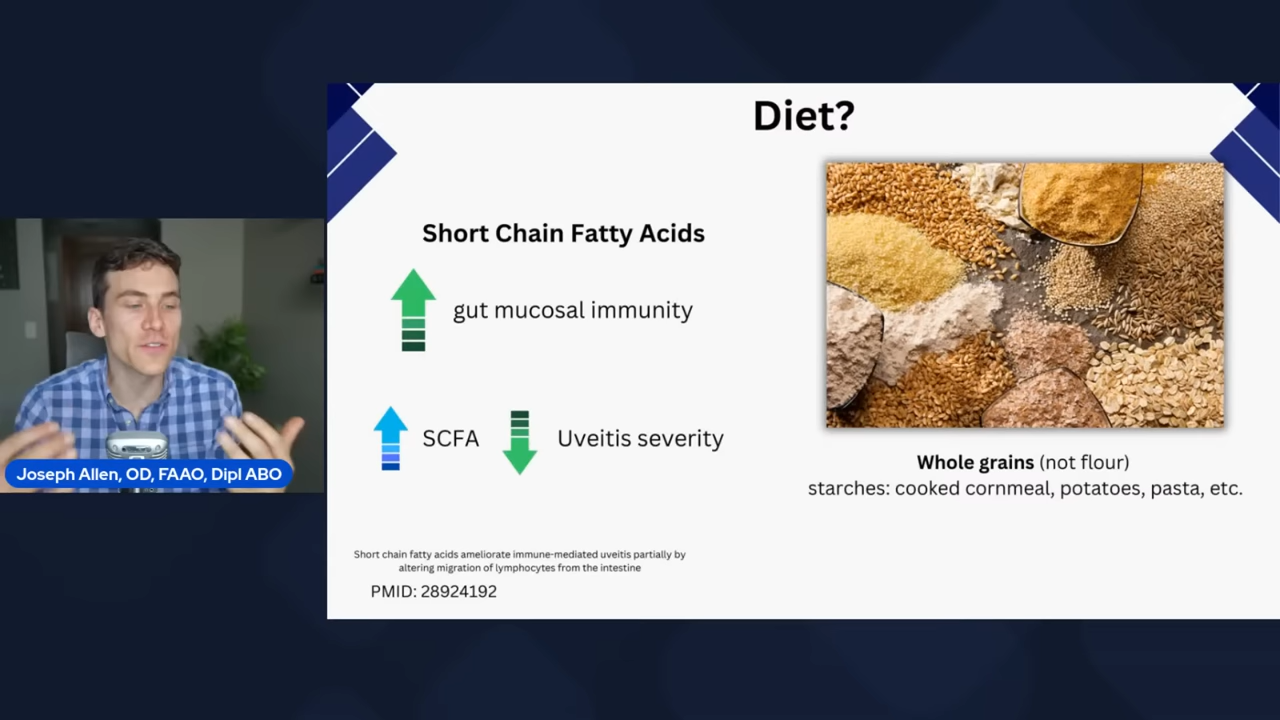 Diet?
Short Chain Fatty Acids
gut mucosal immunity
SCFA
Uveitis severity
Short chain fatty acids ameliorate immune-mediated uveitis partially by
altering migration of lymphocytes from the intestine
PMID: 28924192
Whole grains (not flour)
starches: cooked cornmeal, potatoes, pasta, etc.
Joseph Allen, OD, FAAO, Dipl ABO